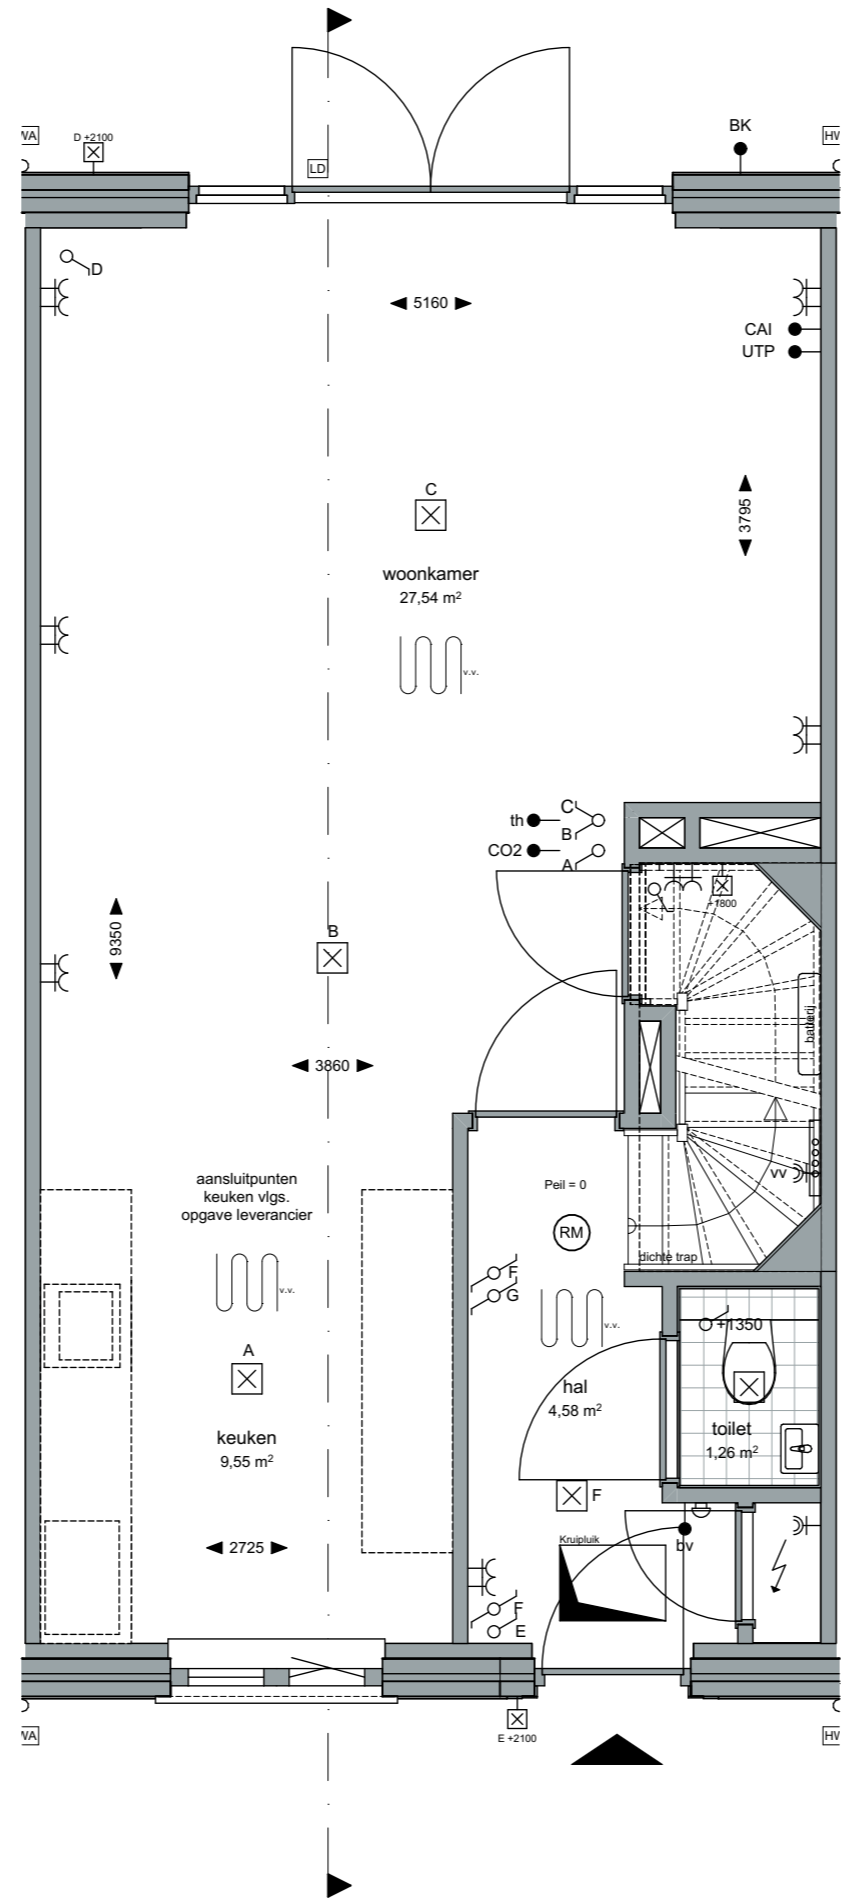 BK
WA
D +2100
HV
LD
D
5160
CAI
UTP
C
3795
woonkamer
27,54 m²
v.v.
C
th
B
CO2
A
+1800
9350
B
batterij
3860
aansluitpunten
keuken vlgs.
opgave leverancier
Peil = 0
vv
RM
dichte trap
F
G
v.v.
v.v.
+1350
A
hal
4,58 m²
keuken
9,55 m²
toilet
1,26 m²
F
2725
Kruipluik
bv
F
E
WA
E +2100
HV